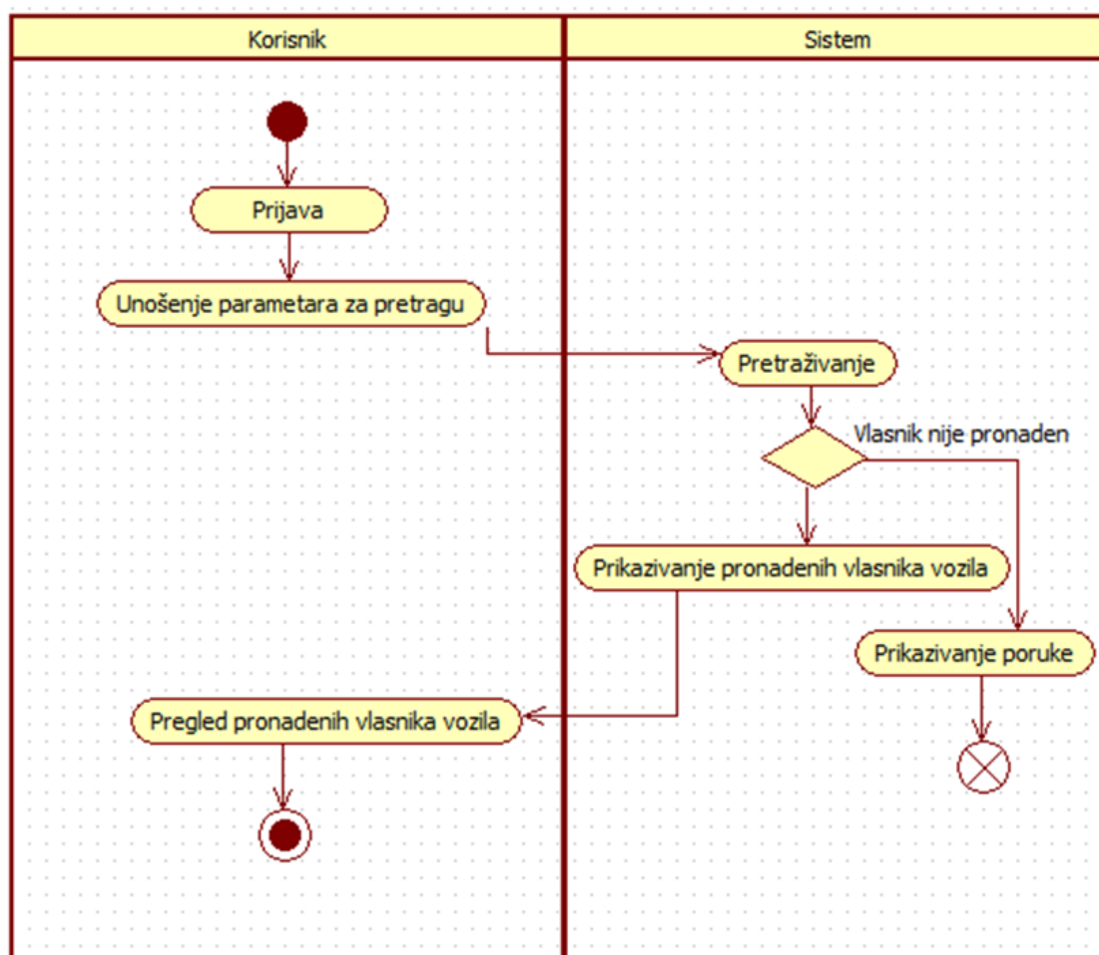 Korisnik
Sistem
Prijava
Unošenje parametara za pretragu
Pretraživanje
Vlasnik nije pronaden
Prikazivanje pronadenih vlasnika vozila
Prikazivanje poruke
Pregled pronadenih vlasnika vozila